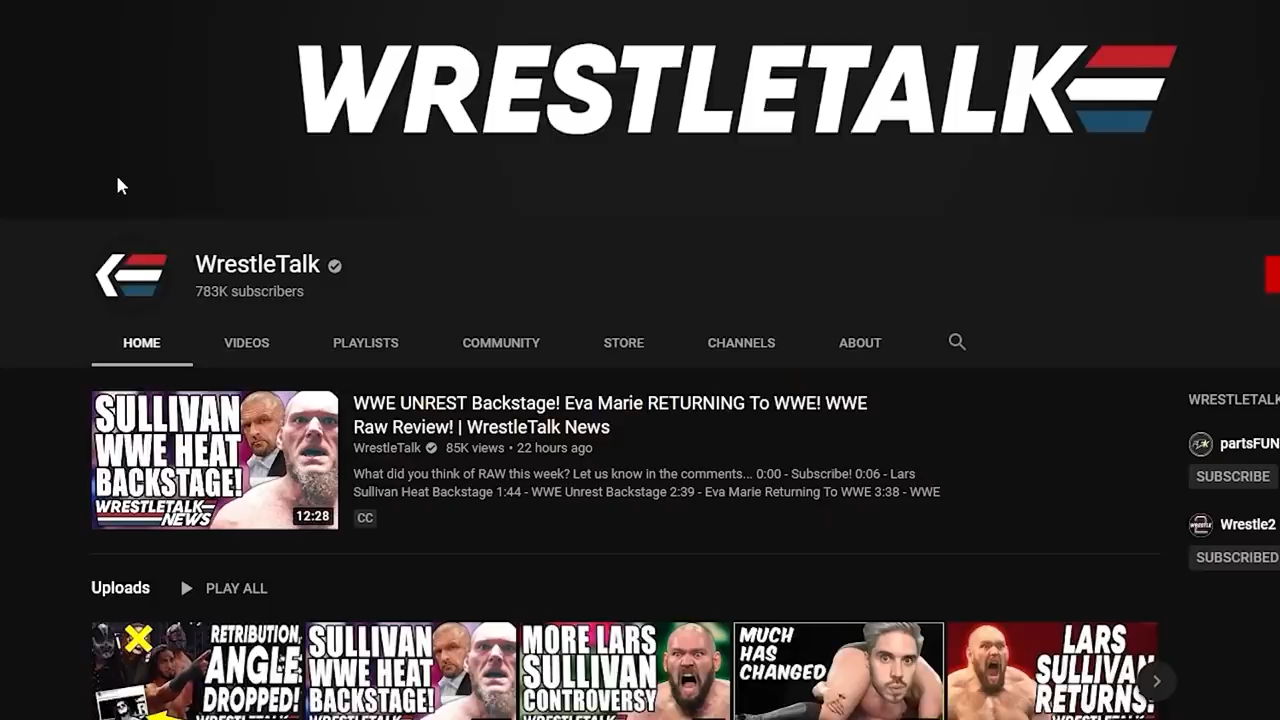 WRESTLETALK
WrestleTalk
783K subscribers
HOME VIDEOS PLAYLISTS COMMUNITY STORE CHANNELS ABOUT
SULLIVAN
WWE HEAT
BACKSTAGE!
WRESTLETALK
NEWS
12:28
WWE UNREST Backstage! Eva Marie RETURNING To WWE! WWE
Raw Review! | WrestleTalk News
WrestleTalk 85K views • 22 hours ago
What did you think of RAW this week? Let us know in the comments... 0:00 - Subscribe! 0:06 - Lars
Sullivan Heat Backstage 1:44 - WWE Unrest Backstage 2:39 - Eva Marie Returning To WWE 3:38 - WWE
CC
WRESTLETALK
partsFUN
SUBSCRIBE
Wrestle2
SUBSCRIBED
Uploads PLAY ALL
RETRIBUTION,
ANGLE
DROPPED!
SULLIVAN
WWE HEAT
BACKSTAGE!
MORE LARS
SULLIVAN
CONTROVERSY
MUCH
HAS
CHANGED
LARS
SULLIVAN
RETURNS!